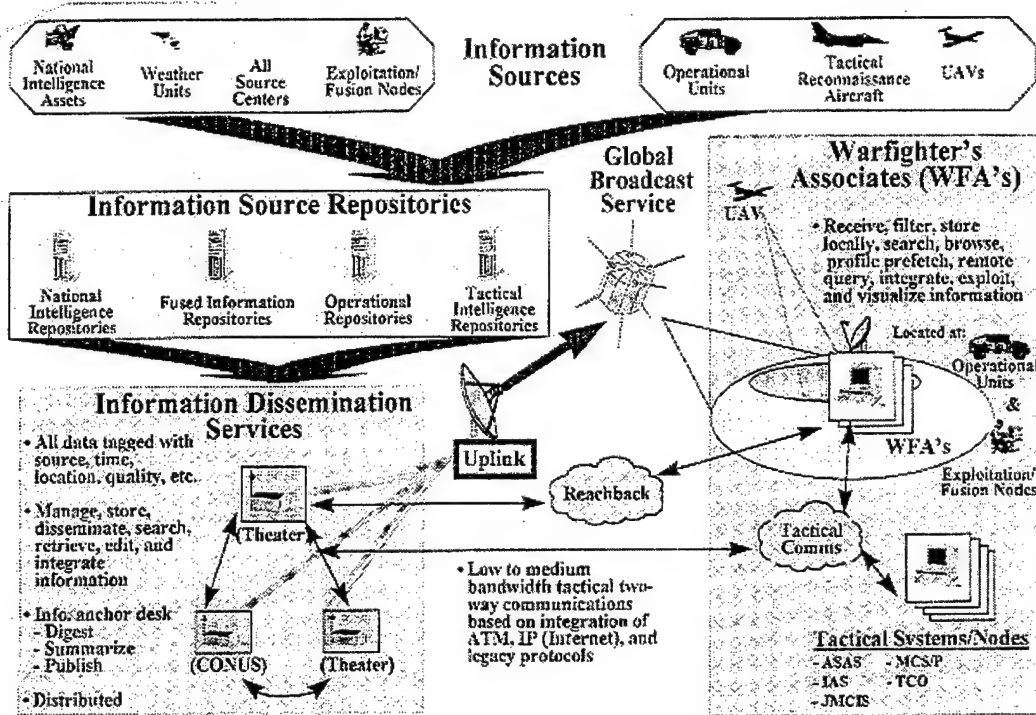 Information
Sources
National
Intelligence
Assets
Weather
Units
All
Source
Centers
Exploitation/
Fusion Nodes
Operational
Units
Tactical
Reconnaissance
Aircraft
UAVs
Information Source Repositories
National
Intelligence
Repositories
Fused Information
Repositories
Operational
Repositories
Tactical
Intelligence
Repositories
Global
Broadcast
Service
Warfighter's
Associates (WFA's)
UAV
• Receive, filter, store
locally, search, browse,
profile prefetch, remote
query, integrate, exploit,
and visualize information
Located at:
Operational
Units
&
WFA's
Exploitation/
Fusion Nodes
Information Dissemination
Services
• All data tagged with
source, time,
location, quality, etc.
• Manage, store,
disseminate, search,
retrieve, edit, and
integrate
information
• Info. anchor desk
- Digest
- Summarize
- Publish
• Distributed
(Theater)
(CONUS)
(Theater)
Uplink
Reachback
Tactical
Comms
• Low to medium
bandwidth tactical two-
way communications
based on integration of
ATM, IP (Internet), and
legacy protocols
Tactical Systems/Nodes
- ASAS - MCS/P
- IAS - TCO
- JMCIS